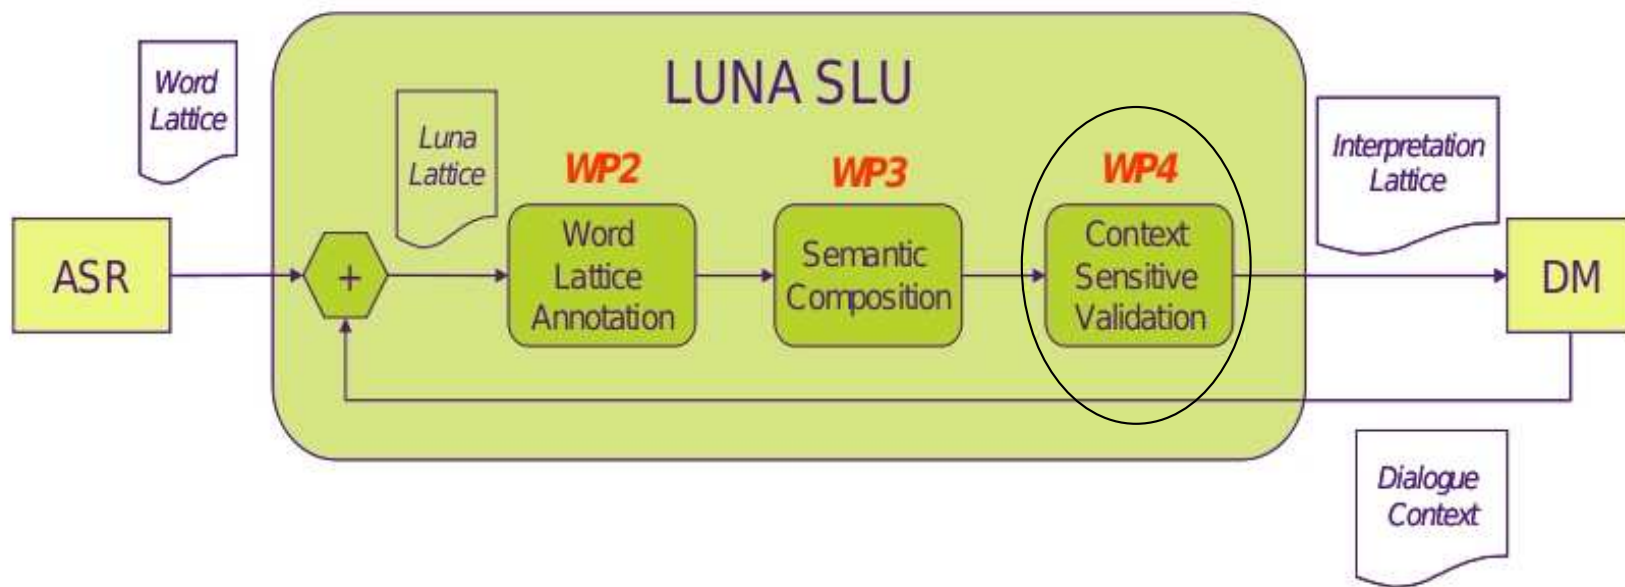 LUNA SLU
Word
Lattice
Luna
Lattice
WP2
WP3
WP4
Interpretation
Lattice
ASR
+
Word
Lattice
Annotation
Semantic
Composition
Context
Sensitive
Validation
DM
Dialogue
Context